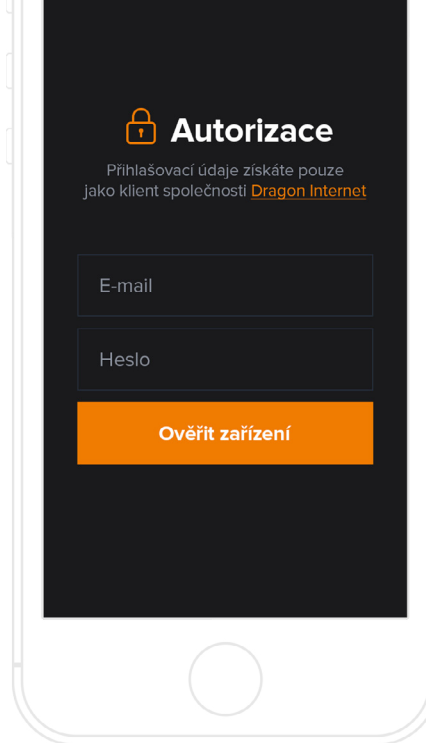 Autorizace
Přihlašovací údaje získáte pouze
jako klient společnosti Dragon Internet
E-mail
Heslo
Ověřit zařízení